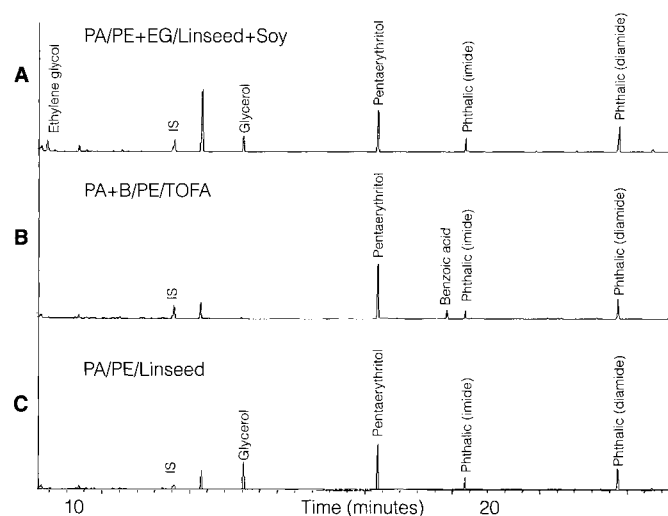 PA/PE+EG/Linseed+Soy
A
Ethylene glycol
IS
Glycerol
Pentaerythritol
Phthalic (imide)
Phthalic (diamide)
PA+B/PE/TOFA
B
IS
Pentaerythritol
Benzoic acid
Phthalic (imide)
Phthalic (diamide)
PA/PE/Linseed
C
IS
Glycerol
Pentaerythritol
Phthalic (imide)
Phthalic (diamide)
10
Time (minutes)
20